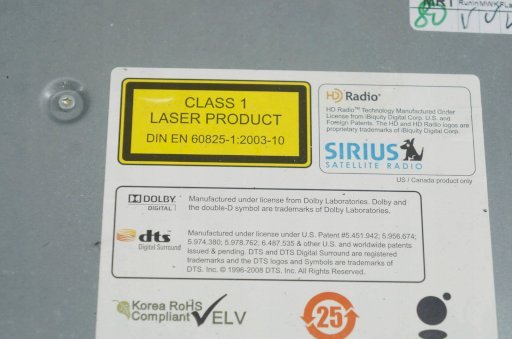 MRT RuninMWKFLa
80
CLASS 1
LASER PRODUCT
DIN EN 60825-1:2003-10
HD Radio®
HD Radio™ Technology Manufactured Under
License from iBiquity Digital Corp. U.S. and
Foreign Patents. The HD and HD Radio logos are
proprietary trademarks of iBiquity Digital Corp.
SIRIUS
SATELLITE RADIO
US / Canada product only
DOLBY
DIGITAL
Manufactured under license from Dolby Laboratories. Dolby and
the double-D symbol are trademarks of Dolby Laboratories.
dts
Digital Surround
Manufactured under license under U.S. Patent #5.451.942; 5.956.674;
5.974.380; 5.978.762; 6.487.535 & other U.S. and worldwide patents
issued & pending. DTS and DTS Digital Surround are registered
trademarks and the DTS logos and Symbols are trademarks of
DTS, Inc. © 1996-2008 DTS, Inc. All Rights Reserved.
Korea RoHS
Compliant
ELV
25